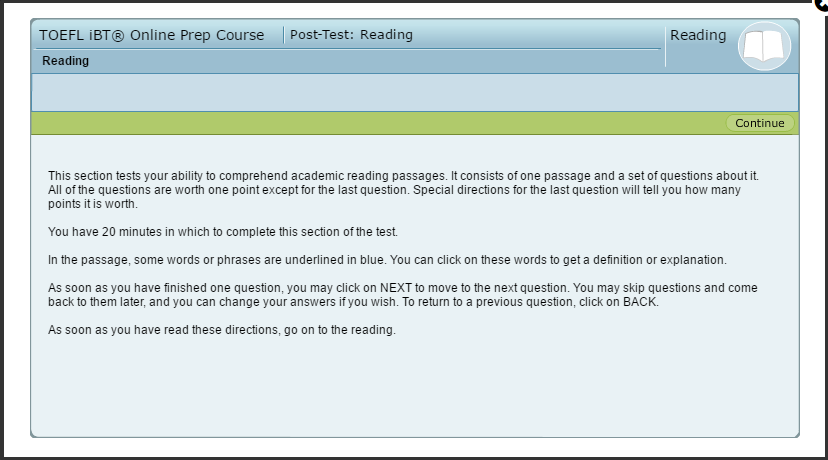 TOEFL iBT® Online Prep Course
Post-Test: Reading
Reading
Reading
Continue
This section tests your ability to comprehend academic reading passages. It consists of one passage and a set of questions about it.
All of the questions are worth one point except for the last question. Special directions for the last question will tell you how many
points it is worth.
You have 20 minutes in which to complete this section of the test.
In the passage, some words or phrases are underlined in blue. You can click on these words to get a definition or explanation.
As soon as you have finished one question, you may click on NEXT to move to the next question. You may skip questions and come
back to them later, and you can change your answers if you wish. To return to a previous question, click on BACK.
As soon as you have read these directions, go on to the reading.